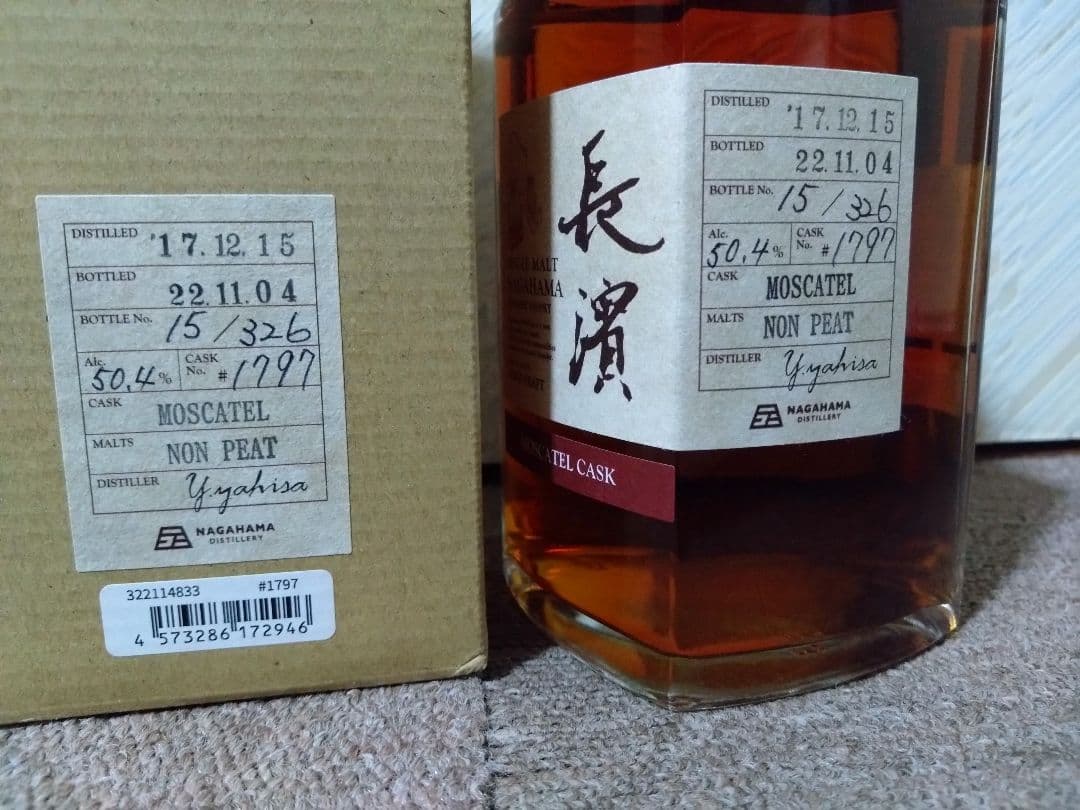 DISTILLED '17.12.15
BOTTLED 22.11.04
BOTTLE No. 15/326
Alc. 50.4% CASK No. #1797
CASK MOSCATEL
MALTS NON PEAT
DISTILLER Y.yahisa
NAGAHAMA
DISTILLERY
322114833 #1797
4 573286 172946
長濱
MALT
NAGAHAMA
MOSCATEL CASK
DISTILLED '17.12.15
BOTTLED 22.11.04
BOTTLE No. 15/326
Alc. 50.4% CASK No. #1797
CASK MOSCATEL
MALTS NON PEAT
DISTILLER Y.yahisa
NAGAHAMA
DISTILLERY